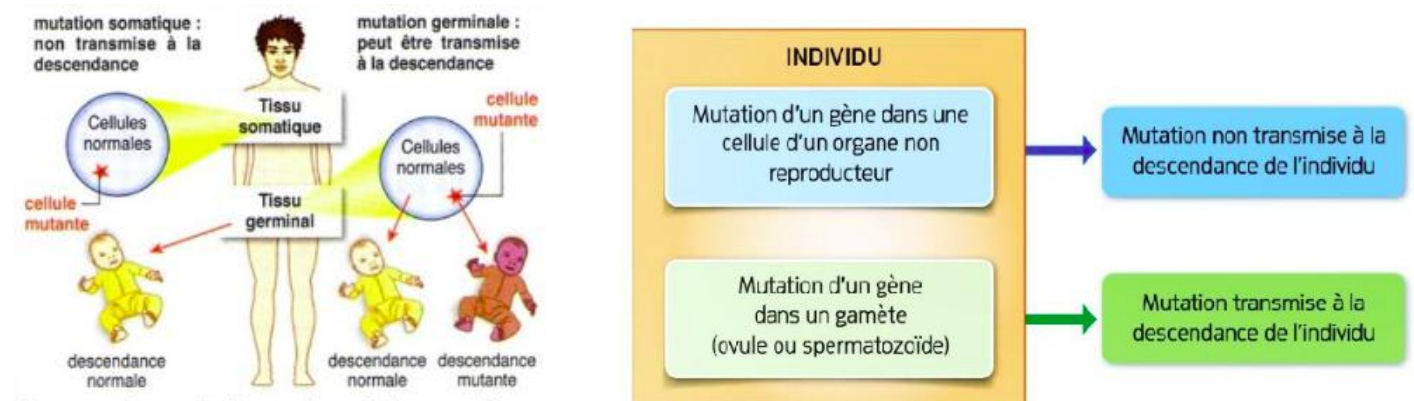 mutation somatique :
non transmise à la
descendance
mutation germinale :
peut être transmise
à la descendance
Tissu
somatique
Cellules
normales
cellule
mutante
cellule
mutante
Cellules
normales
Tissu
germinal
descendance
normale
descendance
normale
descendance
mutante
INDIVIDU
Mutation d'un gène dans une
cellule d'un organe non
reproducteur
Mutation non transmise à la
descendance de l'individu
Mutation d'un gène
dans un gamète
(ovule ou spermatozoïde)
Mutation transmise à la
descendance de l'individu